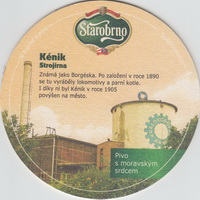 Starobrno
Kénik
Strojírna
Známá jako Borgéska. Po založení v roce 1890
se tu vyráběly lokomotivy a parní kotle.
I díky ní byl Kénik v roce 1905
povýšen na město.
Pivo
s moravským
srdcem